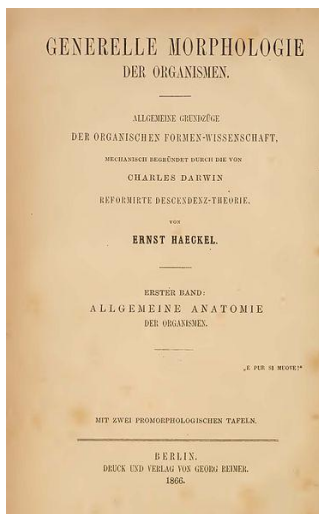 GENERELLE MORPHOLOGIE
DER ORGANISMEN.
ALLGEMEINE GRUNDZÜGE
DER ORGANISCHEN FORMEN-WISSENSCHAFT,
MECHANISCH BEGRÜNDET DURCH DIE VON
CHARLES DARWIN
REFORMIRTE DESCENDENZ-THEORIE,
VON
ERNST HAECKEL.
ERSTER BAND:
ALLGEMEINE ANATOMIE
DER ORGANISMEN.
„E PUR SI MUOVE!“
MIT ZWEI PROMORPHOLOGISCHEN TAFELN.
BERLIN.
DRUCK UND VERLAG VON GEORG REIMER.
1866.